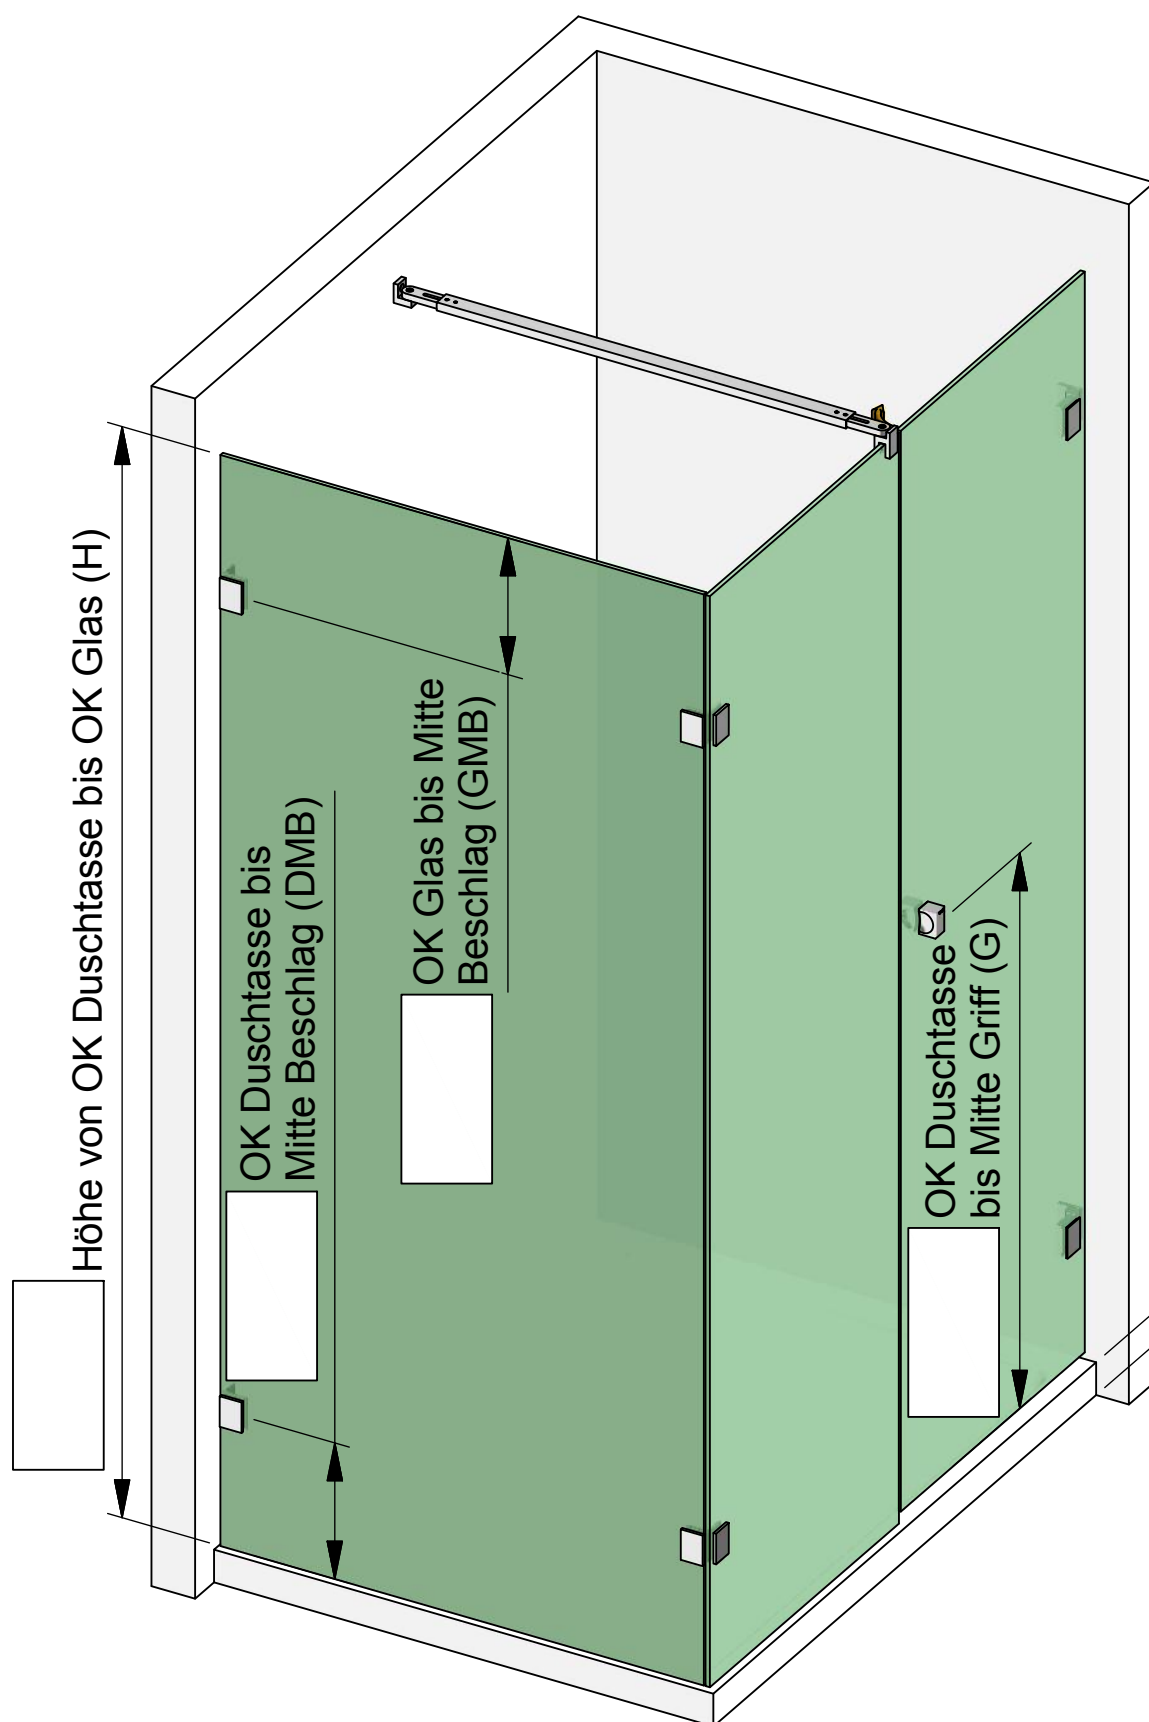 Höhe von OK Duschtasse bis OK Glas (H)
OK Duschtasse bis
Mitte Beschlag (DMB)
OK Glas bis Mitte
Beschlag (GMB)
OK Duschtasse
bis Mitte Griff (G)